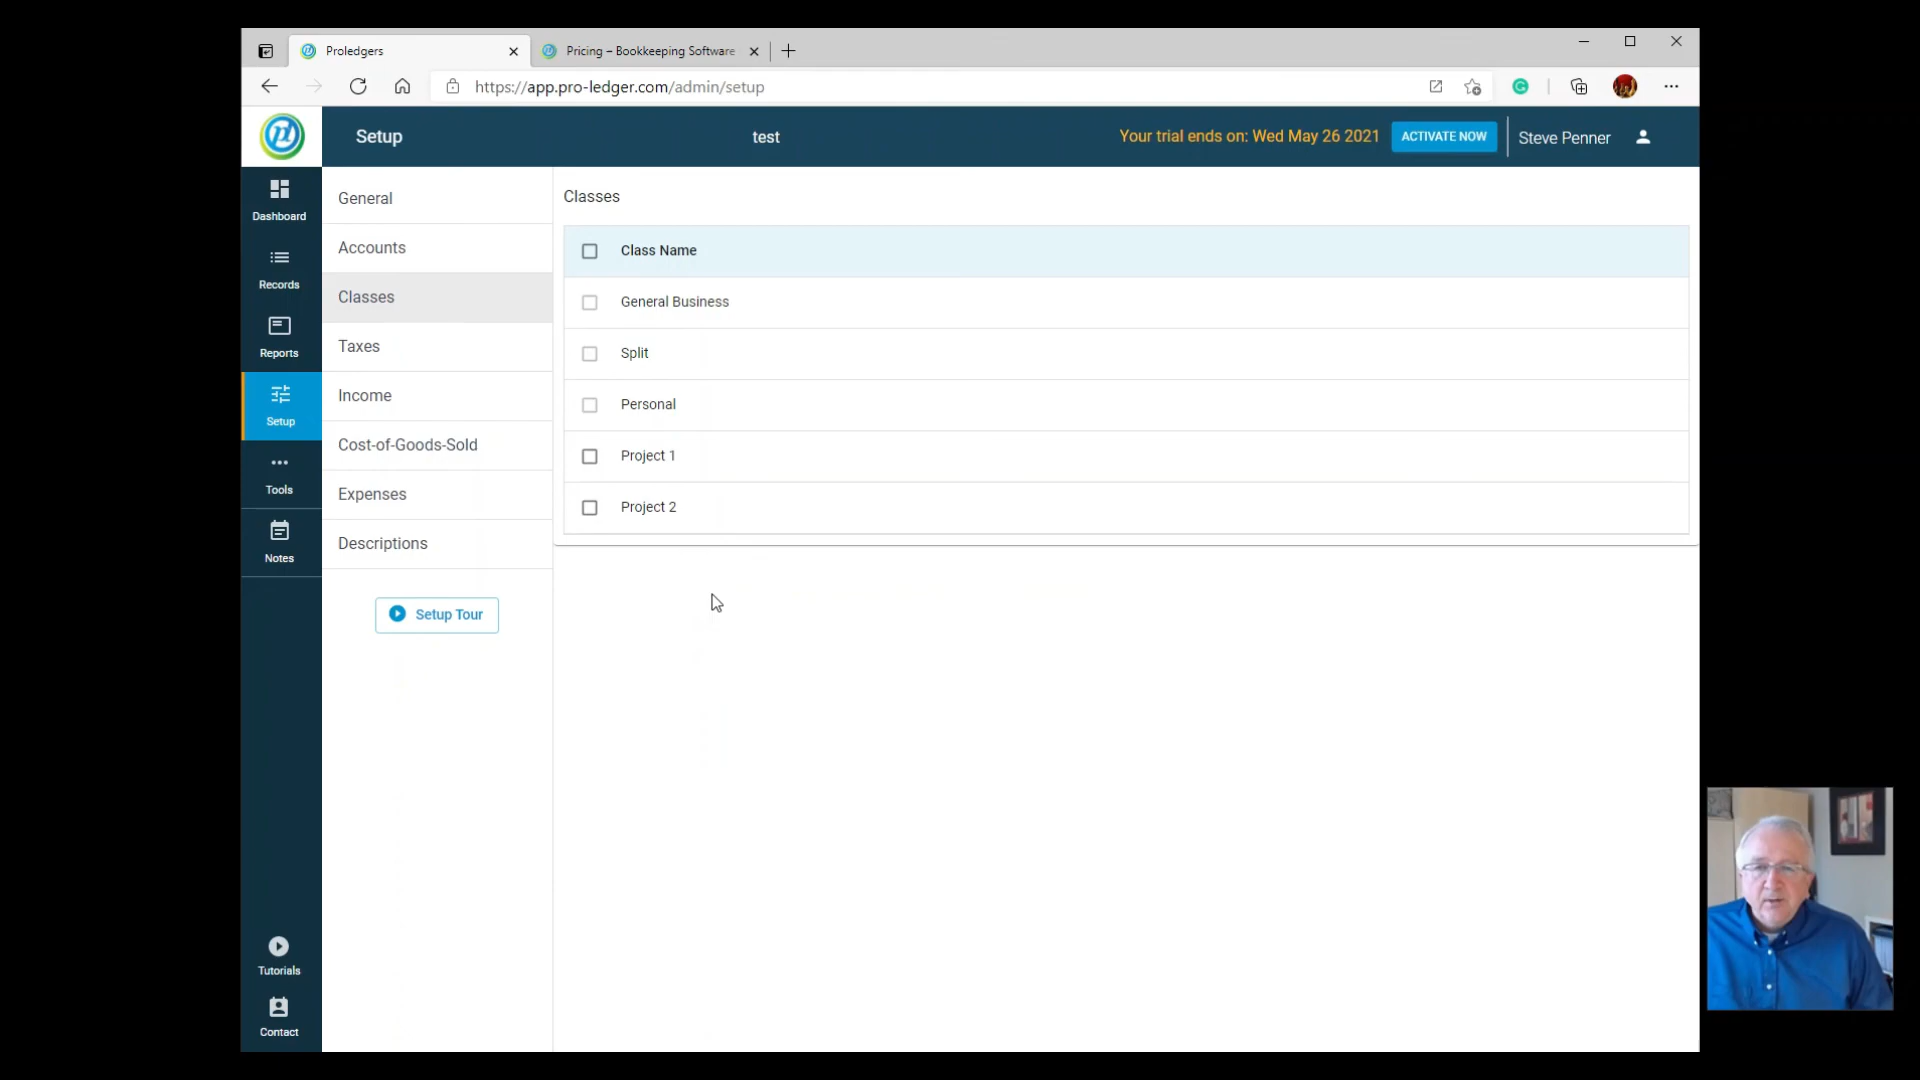 Proledgers
Pricing – Bookkeeping Software
https://app.pro-ledger.com/admin/setup
Setup
test
Your trial ends on: Wed May 26 2021
ACTIVATE NOW
Steve Penner
Dashboard
Records
Reports
Setup
Tools
Notes
Tutorials
Contact
General
Accounts
Classes
Taxes
Income
Cost-of-Goods-Sold
Expenses
Descriptions
Setup Tour
Classes
Class Name
General Business
Split
Personal
Project 1
Project 2